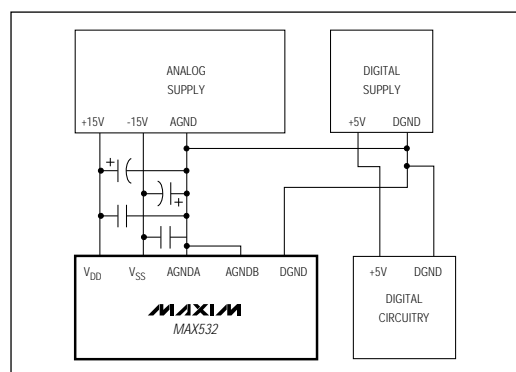 ANALOG
SUPPLY
+15V -15V AGND
DIGITAL
SUPPLY
+5V DGND
+
+
VDD VSS AGNDA AGNDB DGND
MAXIM
MAX532
+5V DGND
DIGITAL
CIRCUITRY